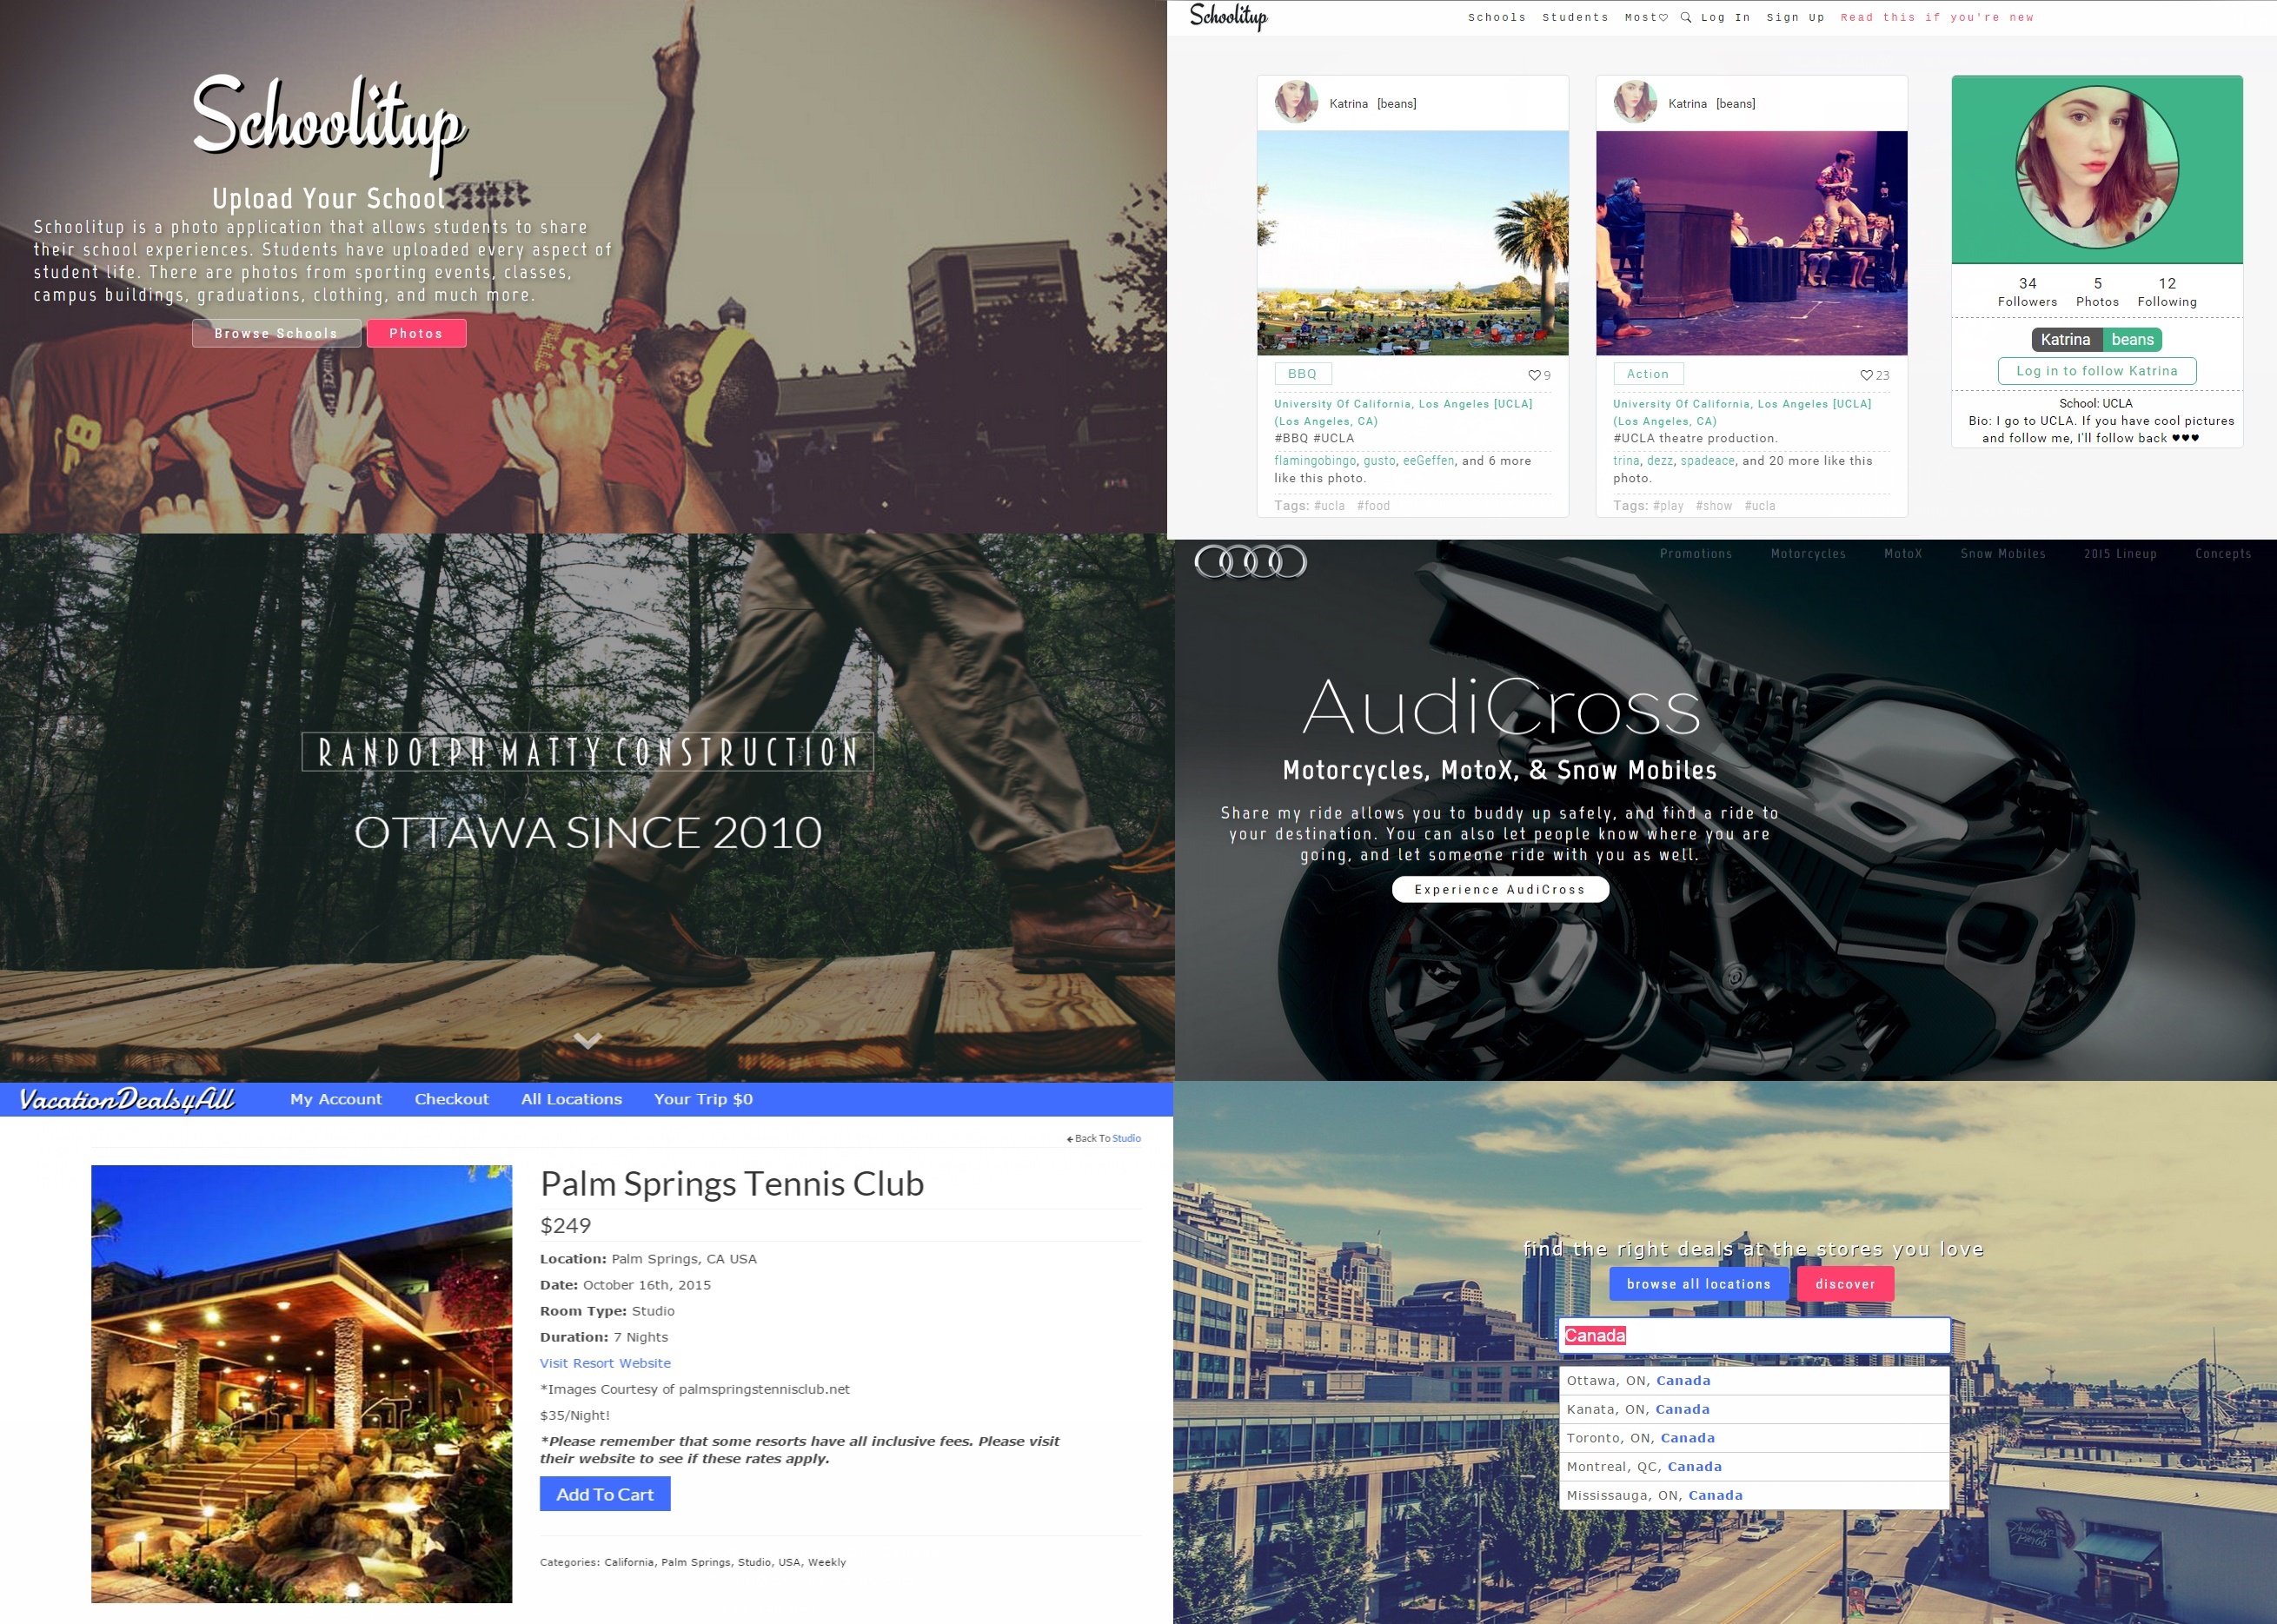 Schoolitup
Upload Your School
Schoolitup is a photo application that allows students to share
their school experiences. Students have uploaded every aspect of
student life. There are photos from sporting events, classes,
campus buildings, graduations, clothing, and much more.
Browse Schools
Photos
Schoolitup
Schools Students Most♡ Log In Sign Up Read this if you're new
Katrina [beans]
BBQ
9
University Of California, Los Angeles [UCLA]
(Los Angeles, CA)
#BBQ #UCLA
flamingobingo, gusto, eeGeffen, and 6 more
like this photo.
Tags: #ucla #food
Katrina [beans]
Action
23
University Of California, Los Angeles [UCLA]
(Los Angeles, CA)
#UCLA theatre production.
trina, dezz, spadeace, and 20 more like this
photo.
Tags: #play #show #ucla
34 5 12
Followers Photos Following
Katrina beans
Log in to follow Katrina
School: UCLA
Bio: I go to UCLA. If you have cool pictures
and follow me, I'll follow back ♥♥♥
RANDOLPH MATTY CONSTRUCTION
OTTAWA SINCE 2010
Promotions Motorcycles MotoX Snow Mobiles 2015 Lineup Concepts
AudiCross
Motorcycles, MotoX, & Snow Mobiles
Share my ride allows you to buddy up safely, and find a ride to
your destination. You can also let people know where you are
going, and let someone ride with you as well.
Experience AudiCross
VacationDeals4All
My Account Checkout All Locations Your Trip $0
Back To Studio
Palm Springs Tennis Club
$249
Location: Palm Springs, CA USA
Date: October 16th, 2015
Room Type: Studio
Duration: 7 Nights
Visit Resort Website
*Images Courtesy of palmspringstennisclub.net
$35/Night!
*Please remember that some resorts have all inclusive fees. Please visit
their website to see if these rates apply.
Add To Cart
Categories: California, Palm Springs, Studio, USA, Weekly
find the right deals at the stores you love
browse all locations
discover
Canada
Ottawa, ON, Canada
Kanata, ON, Canada
Toronto, ON, Canada
Montreal, QC, Canada
Mississauga, ON, Canada